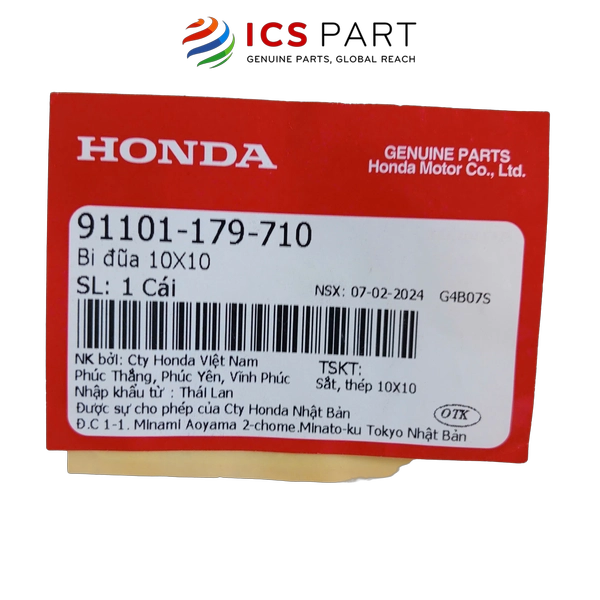 ICS PART
GENUINE PARTS, GLOBAL REACH
HONDA
GENUINE PARTS
Honda Motor Co., Ltd.
91101-179-710
Bi đũa 10X10
SL: 1 Cái
NSX: 07-02-2024 G4B07S
NK bởi: Cty Honda Việt Nam
Phúc Thắng, Phúc Yên, Vĩnh Phúc
TSKT:
Sắt, thép 10X10
Nhập khẩu từ : Thái Lan
Được sự cho phép của Cty Honda Nhật Bản
OTK
Đ.C 1-1. Minami Aoyama 2-chome.Minato-ku Tokyo Nhật Bản